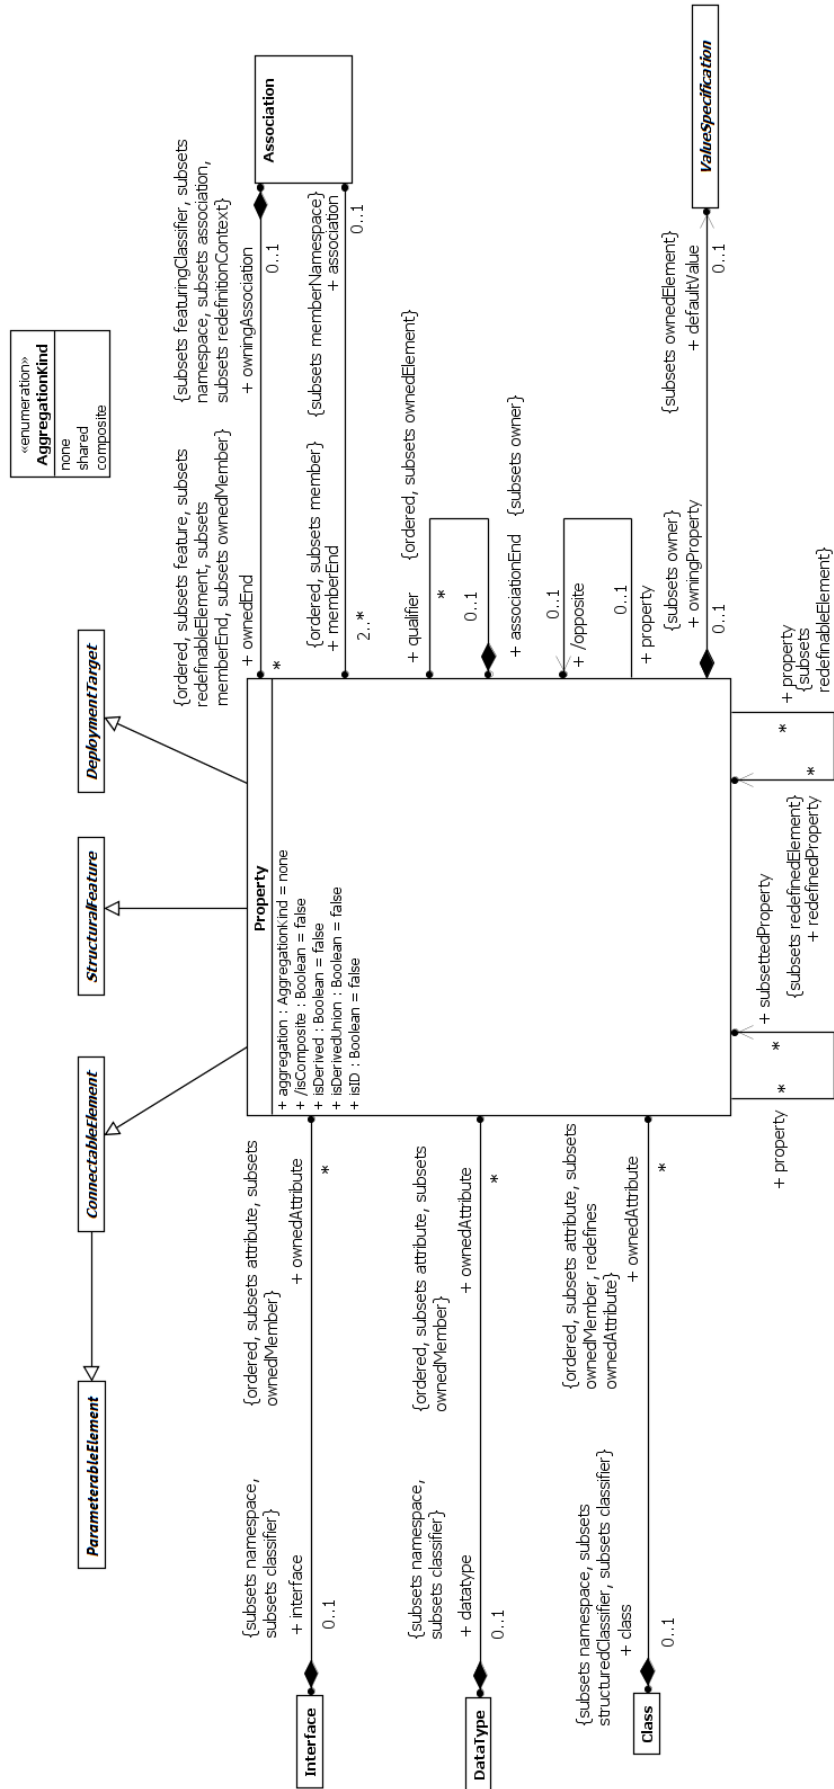 «enumeration»
AggregationKind
none
shared
composite
ParameterableElement
ConnectableElement
StructuralFeature
DeploymentTarget
Interface
{subsets namespace,
subsets classifier}
+ interface
0..1
{ordered, subsets attribute, subsets
ownedMember}
+ ownedAttribute
*
DataType
{subsets namespace,
subsets classifier}
+ datatype
0..1
{ordered, subsets attribute, subsets
ownedMember}
+ ownedAttribute
*
Class
{subsets namespace, subsets
structuredClassifier, subsets classifier}
+ class
0..1
{ordered, subsets attribute, subsets
ownedMember, redefines
ownedAttribute}
+ ownedAttribute
*
Property
+ aggregation : AggregationKind = none
+ /isComposite : Boolean = false
+ isDerived : Boolean = false
+ isDerivedUnion : Boolean = false
+ isID : Boolean = false
{ordered, subsets feature, subsets
redefinableElement, subsets
memberEnd, subsets ownedMember}
+ ownedEnd
*
{subsets featuringClassifier, subsets
namespace, subsets association,
subsets redefinitionContext}
+ owningAssociation
0..1
Association
{ordered, subsets member}
+ memberEnd
2..*
{subsets memberNamespace}
+ association
0..1
+ qualifier
{ordered, subsets ownedElement}
*
0..1
+ associationEnd
{subsets owner}
+ /opposite
0..1
0..1
+ property
{subsets owner}
+ owningProperty
0..1
{subsets ownedElement}
+ defaultValue
0..1
ValueSpecification
+ property
*
*
+ subsettedProperty
{subsets redefinedElement}
+ redefinedProperty
*
*
+ property
{subsets
redefinableElement}